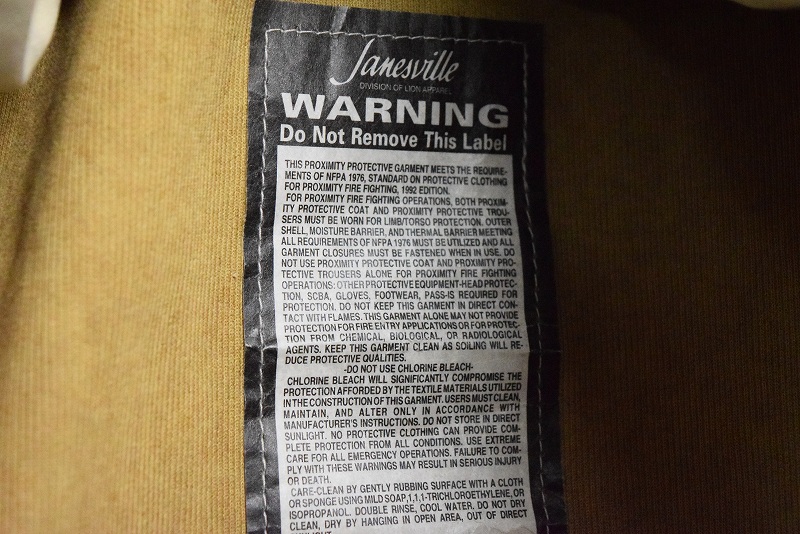 Janesville
DIVISION OF LION APPAREL
WARNING
Do Not Remove This Label
THIS PROXIMITY PROTECTIVE GARMENT MEETS THE REQUIRE-
MENTS OF NFPA 1976, STANDARD ON PROTECTIVE CLOTHING
FOR PROXIMITY FIRE FIGHTING, 1992 EDITION.
FOR PROXIMITY FIRE FIGHTING OPERATIONS, BOTH PROXIM-
ITY PROTECTIVE COAT AND PROXIMITY PROTECTIVE TROU-
SERS MUST BE WORN FOR LIMB/TORSO PROTECTION. OUTER
SHELL, MOISTURE BARRIER, AND THERMAL BARRIER MEETING
ALL REQUIREMENTS OF NFPA 1976 MUST BE UTILIZED AND ALL
GARMENT CLOSURES MUST BE FASTENED WHEN IN USE. DO
NOT USE PROXIMITY PROTECTIVE COAT AND PROXIMITY PRO-
TECTIVE TROUSERS ALONE FOR PROXIMITY FIRE FIGHTING
OPERATIONS: OTHER PROTECTIVE EQUIPMENT-HEAD PROTEC-
TION, SCBA, GLOVES, FOOTWEAR, PASS-IS REQUIRED FOR
PROTECTION. DO NOT KEEP THIS GARMENT IN DIRECT CON-
TACT WITH FLAMES. THIS GARMENT ALONE MAY NOT PROVIDE
PROTECTION FOR FIRE ENTRY APPLICATIONS OR FOR PROTEC-
TION FROM CHEMICAL, BIOLOGICAL, OR RADIOLOGICAL
AGENTS. KEEP THIS GARMENT CLEAN AS SOILING WILL RE-
DUCE PROTECTIVE QUALITIES.
-DO NOT USE CHLORINE BLEACH-
CHLORINE BLEACH WILL SIGNIFICANTLY COMPROMISE THE
PROTECTION AFFORDED BY THE TEXTILE MATERIALS UTILIZED
IN THE CONSTRUCTION OF THIS GARMENT. USERS MUST CLEAN,
MAINTAIN, AND ALTER ONLY IN ACCORDANCE WITH
MANUFACTURER'S INSTRUCTIONS. DO NOT STORE IN DIRECT
SUNLIGHT. NO PROTECTIVE CLOTHING CAN PROVIDE COM-
PLETE PROTECTION FROM ALL CONDITIONS. USE EXTREME
CARE FOR ALL EMERGENCY OPERATIONS. FAILURE TO COM-
PLY WITH THESE WARNINGS MAY RESULT IN SERIOUS INJURY
OR DEATH.
CARE-CLEAN BY GENTLY RUBBING SURFACE WITH A CLOTH
OR SPONGE USING MILD SOAP,1,1,1-TRICHLOROETHYLENE, OR
ISOPROPANOL. DOUBLE RINSE, COOL WATER. DO NOT DRY
CLEAN, DRY BY HANGING IN OPEN AREA, OUT OF DIRECT